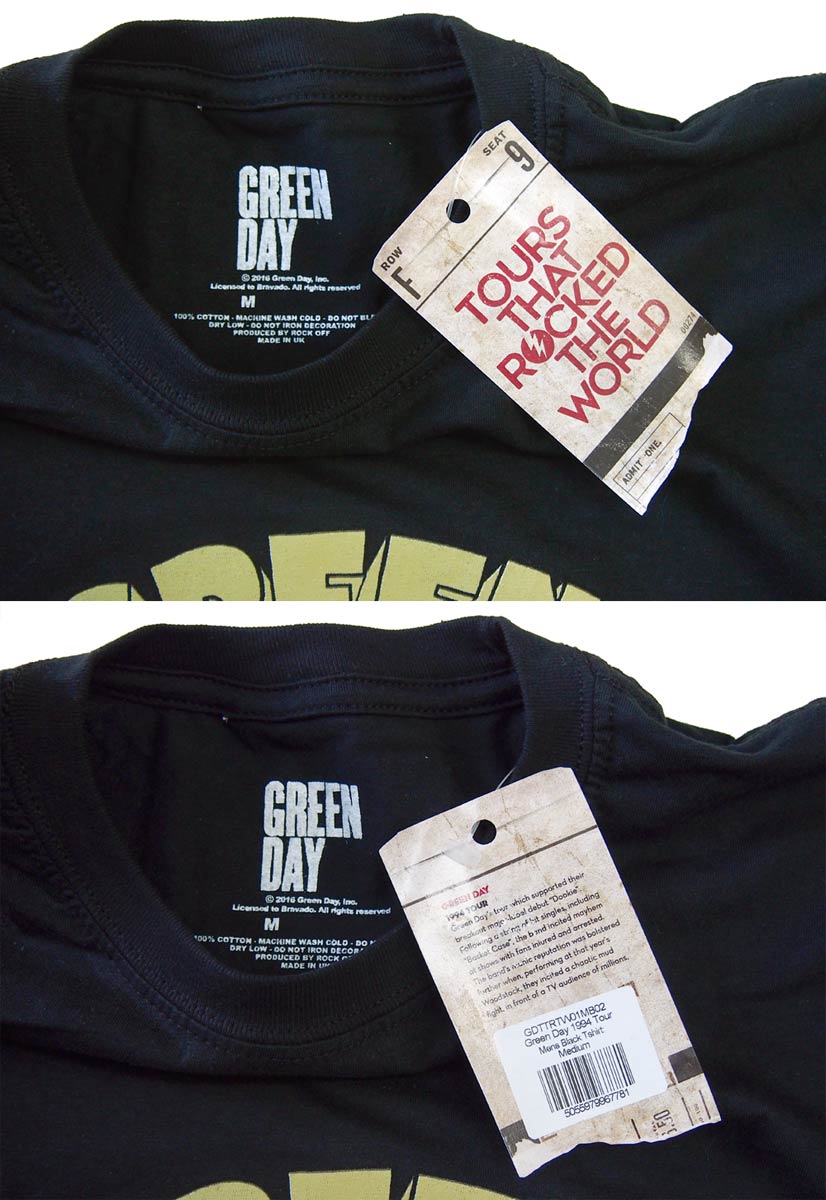 GREEN
DAY
© 2016 Green Day, Inc.
Licensed to Bravado. All rights reserved
M
100% COTTON - MACHINE WASH COLD - DO NOT BL
DRY LOW - DO NOT IRON DECORATION
PRODUCED BY ROCK OFF
MADE IN UK
SEAT 9
ROW F
TOURS
THAT
ROCKED
THE
WORLD
00274
ADMIT ONE
GREEN
GREEN
DAY
© 2016 Green Day, Inc.
Licensed to Bravado. All rights reserved
M
100% COTTON - MACHINE WASH COLD - DO N
DRY LOW - DO NOT IRON DECORA
PRODUCED BY ROCK O
MADE IN UK
GREEN DAY
1994 TOUR
Green Day's tour which supported their
breakout major-label debut "Dookie".
Following a string of hit singles, including
"Basket Case", the band incited mayhem
at shows with fans injured and arrested.
The band's manic reputation was bolstered
further when, performing at that year's
Woodstock, they incited a chaotic mud
fight, in front of a TV audience of millions.
GDTTRTW01MB02
Green Day 1994 Tour
Mens Black Tshirt
Medium
5055979967781